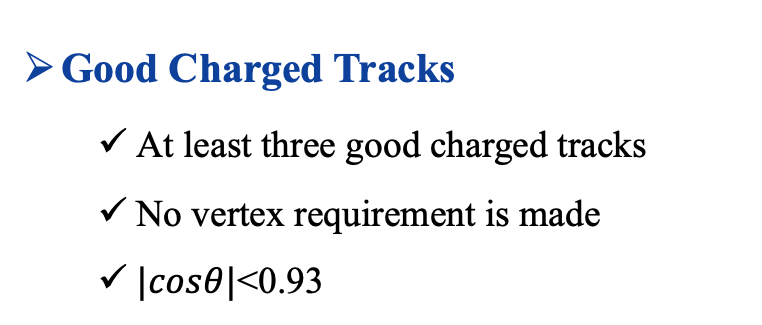 ➢ Good Charged Tracks
✓ At least three good charged tracks
✓ No vertex requirement is made
✓ |cosθ|<0.93